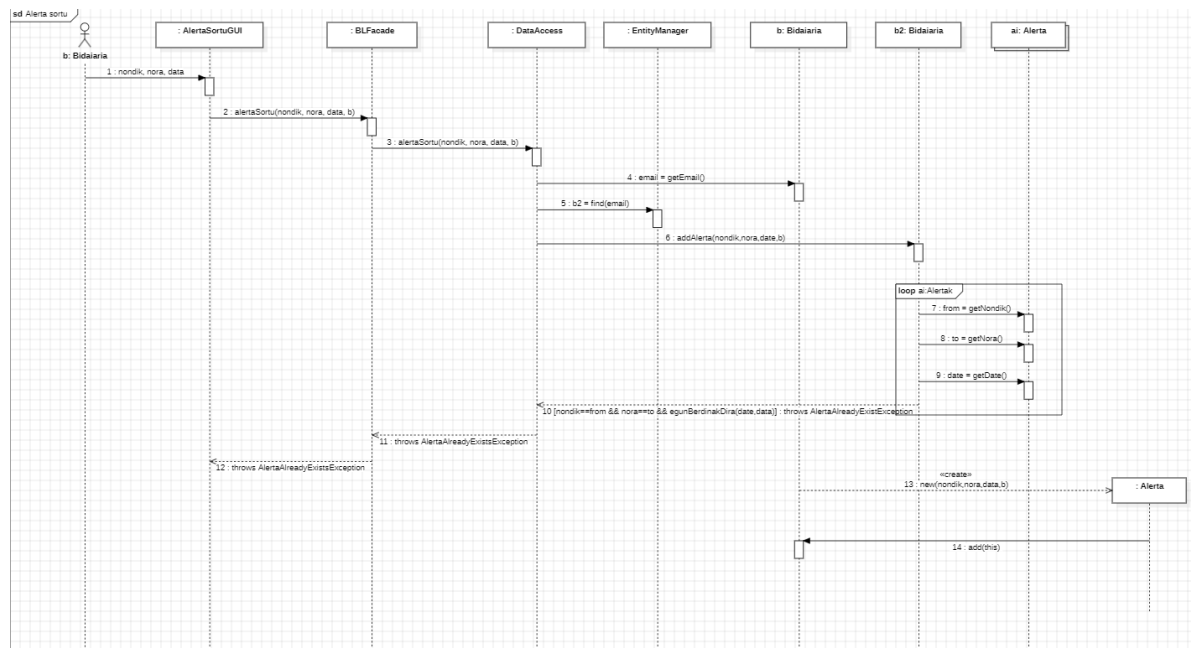 sd Alerta sortu
b: Bidaiaria
: AlertaSortuGUI
: BLFacade
: DataAccess
: EntityManager
b: Bidaiaria
b2: Bidaiaria
ai: Alerta
1 : nondik, nora, data
2 : alertaSortu(nondik, nora, data, b)
3 : alertaSortu(nondik, nora, data, b)
4 : email = getEmail()
5 : b2 = find(email)
6 : addAlerta(nondik,nora,date,b)
loop ai:Alertak
7 : from = getNondik()
8 : to = getNora()
9 : date = getDate()
10 [nondik==from && nora==to && egunBerdinakDira(date,data)] : throws AlertaAlreadyExistException
11 : throws AlertaAlreadyExistsException
12 : throws AlertaAlreadyExistsException
«create»
13 : new(nondik,nora,data,b)
: Alerta
14 : add(this)